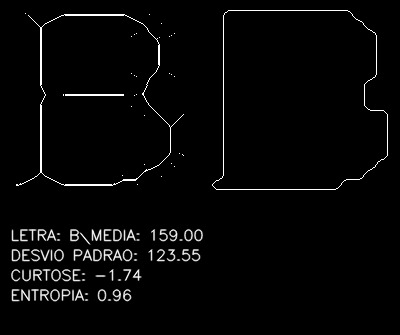 B B
LETRA: B\MEDIA: 159.00
DESVIO PADRAO: 123.55
CURTOSE: -1.74
ENTROPIA: 0.96